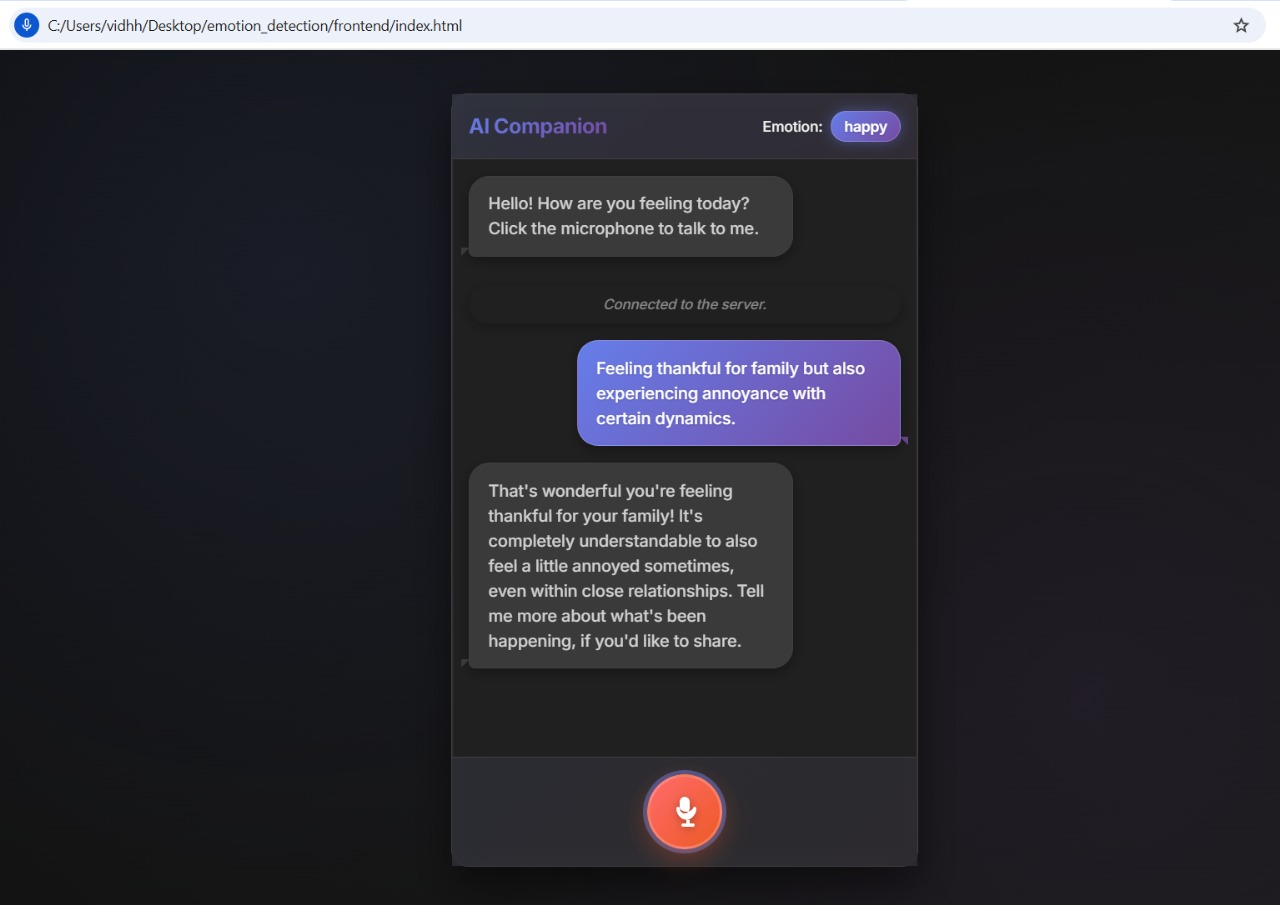 C:/Users/vidhh/Desktop/emotion_detection/frontend/index.html
AI Companion
Emotion: happy
Hello! How are you feeling today?
Click the microphone to talk to me.
Connected to the server.
Feeling thankful for family but also
experiencing annoyance with
certain dynamics.
That's wonderful you're feeling
thankful for your family! It's
completely understandable to also
feel a little annoyed sometimes,
even within close relationships. Tell
me more about what's been
happening, if you'd like to share.